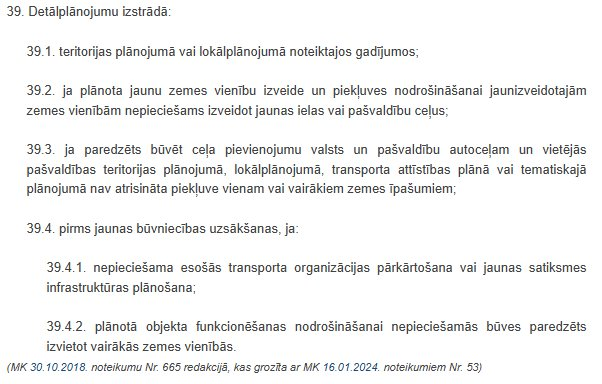 39. Detālplānojumu izstrādā:
39.1. teritorijas plānojumā vai lokālplānojumā noteiktajos gadījumos;
39.2. ja plānota jaunu zemes vienību izveide un piekļuves nodrošināšanai jaunizveidotajām
zemes vienībām nepieciešams izveidot jaunas ielas vai pašvaldību ceļus;
39.3. ja paredzēts būvēt ceļa pievienojumu valsts un pašvaldību autoceļam un vietējās
pašvaldības teritorijas plānojumā, lokālplānojumā, transporta attīstības plānā vai tematiskajā
plānojumā nav atrisināta piekļuve vienam vai vairākiem zemes īpašumiem;
39.4. pirms jaunas būvniecības uzsākšanas, ja:
39.4.1. nepieciešama esošās transporta organizācijas pārkārtošana vai jaunas satiksmes
infrastruktūras plānošana;
39.4.2. plānotā objekta funkcionēšanas nodrošināšanai nepieciešamās būves paredzēts
izvietot vairākās zemes vienībās.
(MK 30.10.2018. noteikumu Nr. 665 redakcijā, kas grozīta ar MK 16.01.2024. noteikumiem Nr. 53)